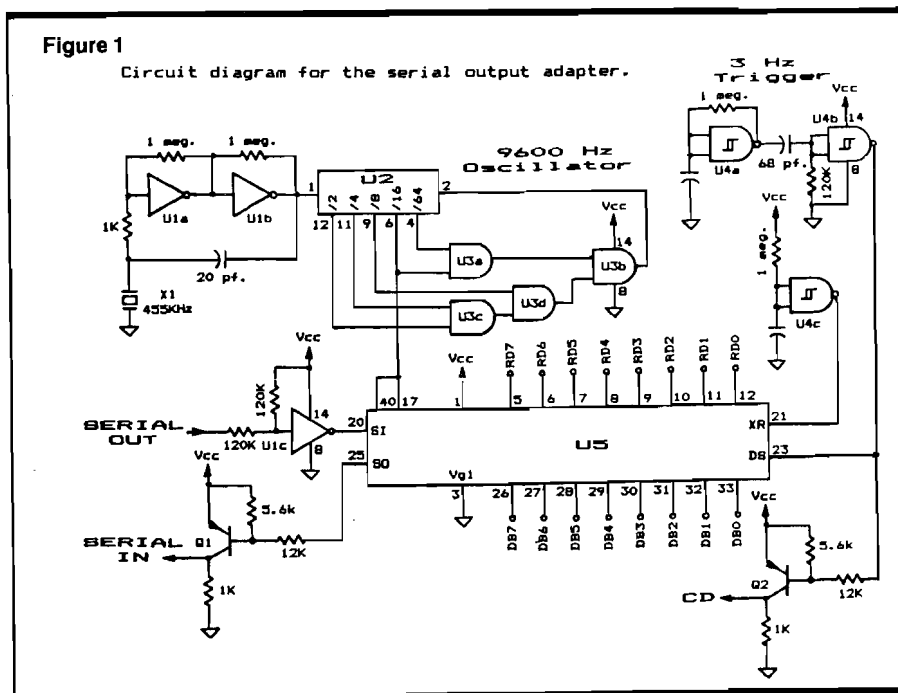 Figure 1
Circuit diagram for the serial output adapter.
3 Hz
Trigger
1 meg.
Vcc
14
U4b
U4a
68 pf.
120K
8
1 meg.
1 meg.
U1a
U1b
1K
20 pf.
X1
455KHz
9600 Hz
Oscillator
U2
1
2
/2
/4
/8
/16
/64
12
11
9
6
4
U3a
U3c
U3d
Vcc
14
U3b
8
Vcc
1 meg.
U4c
SERIAL
OUT
120K
120K
Vcc
14
U1c
8
20
SI
25
SO
40
17
Vcc
1
RD7
RD6
RD5
RD4
RD3
RD2
RD1
RD0
5
6
7
8
9
10
11
12
U5
XR
21
DS
23
Vg1
3
26
27
28
29
30
31
32
33
DB7
DB6
DB5
DB4
DB3
DB2
DB1
DB0
Vcc
5.6k
Q1
12K
SERIAL
IN
1K
Vcc
5.6k
Q2
12K
CD
1K